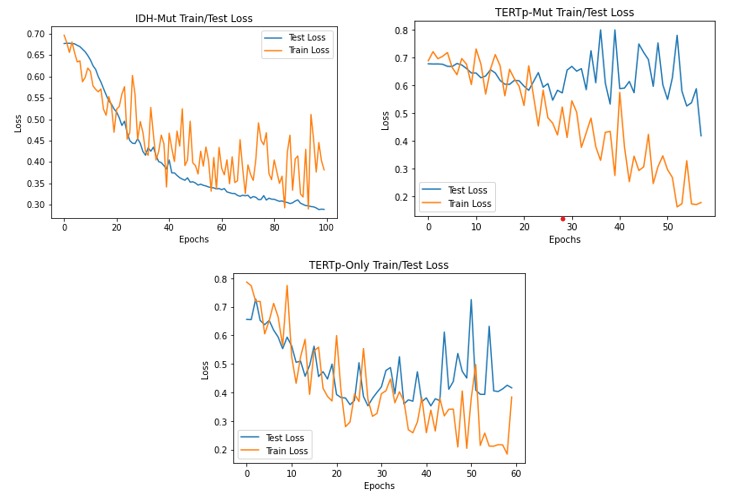 IDH-Mut Train/Test Loss
0.70
0.65
0.60
0.55
0.50
0.45
0.40
0.35
0.30
Loss
Test Loss
Train Loss
0 20 40 60 80 100
Epochs
TERTp-Mut Train/Test Loss
0.8
0.7
0.6
0.5
0.4
0.3
0.2
Loss
Test Loss
Train Loss
0 10 20 30 40 50
Epochs
TERTp-Only Train/Test Loss
0.8
0.7
0.6
0.5
0.4
0.3
0.2
Loss
Test Loss
Train Loss
0 10 20 30 40 50 60
Epochs